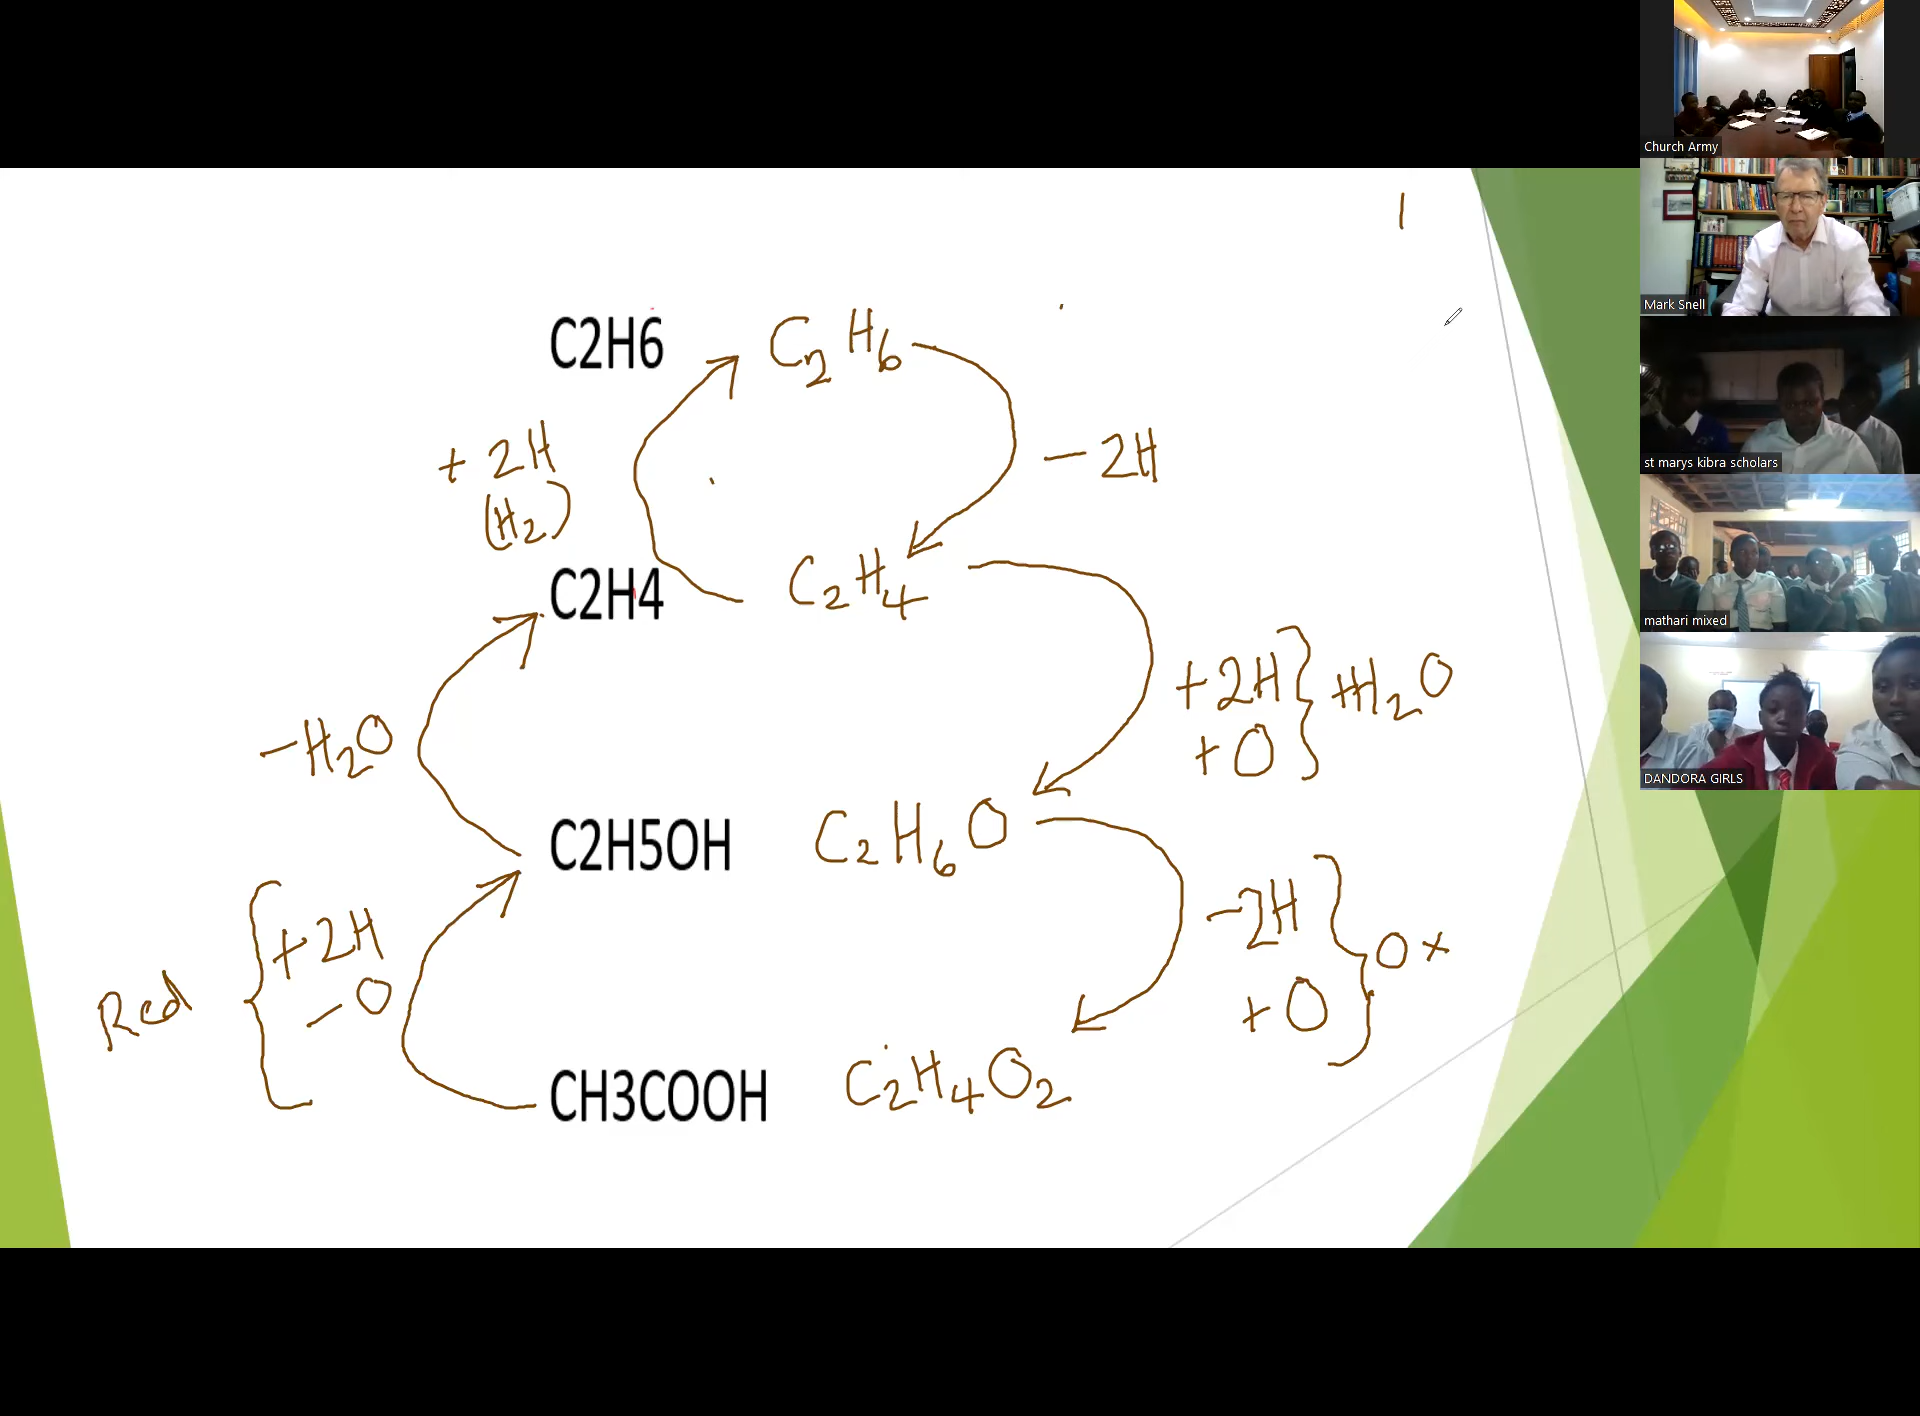 1
C2H6 C2H6
+ 2H
(H2)
- 2H
C2H4 C2H4
+2H
+O
+H2O
-H2O
C2H5OH C2H6O
Red
+2H
-O
-2H
+O
Ox
CH3COOH C2H4O2
Church Army
Mark Snell
st marys kibra scholars
mathari mixed
DANDORA GIRLS